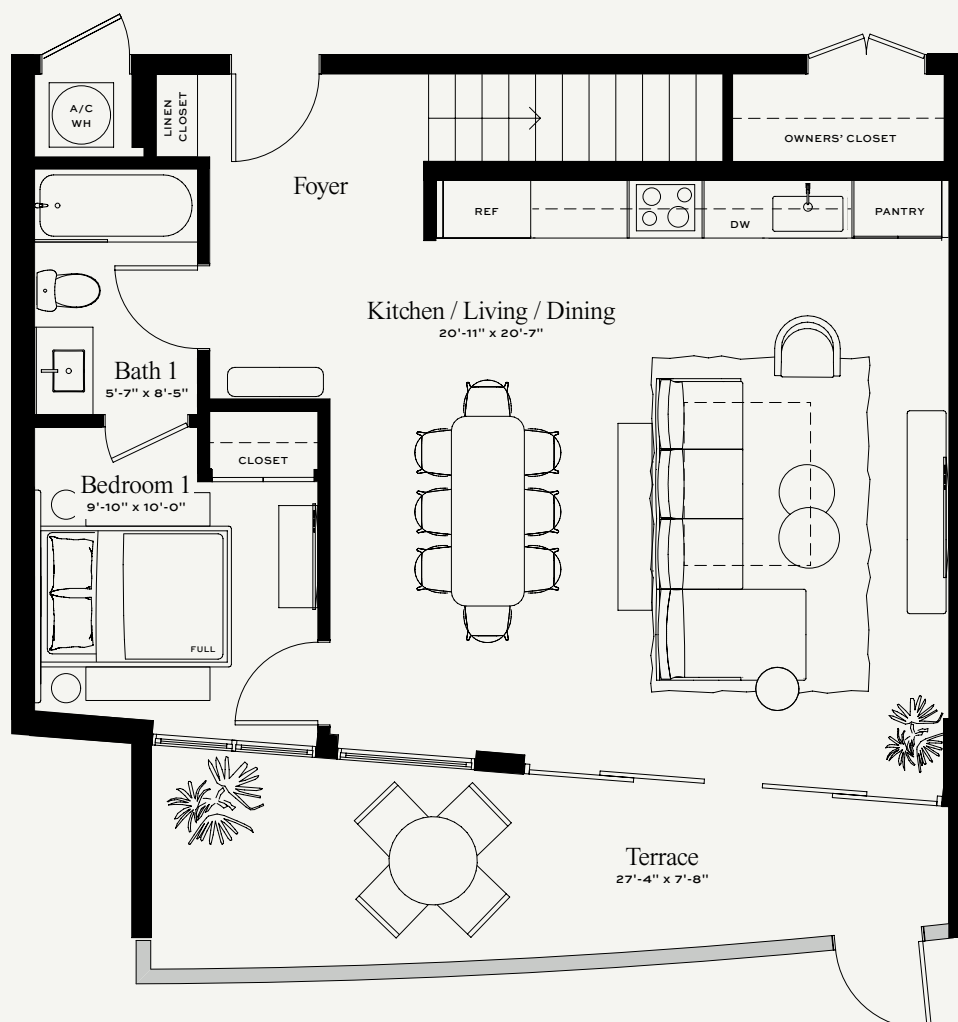 A/C
WH
LINEN
CLOSET
OWNERS' CLOSET
Foyer
REF
DW
PANTRY
Kitchen / Living / Dining
20'-11" x 20'-7"
Bath 1
5'-7" x 8'-5"
CLOSET
Bedroom 1
9'-10" x 10'-0"
FULL
Terrace
27'-4" x 7'-8"